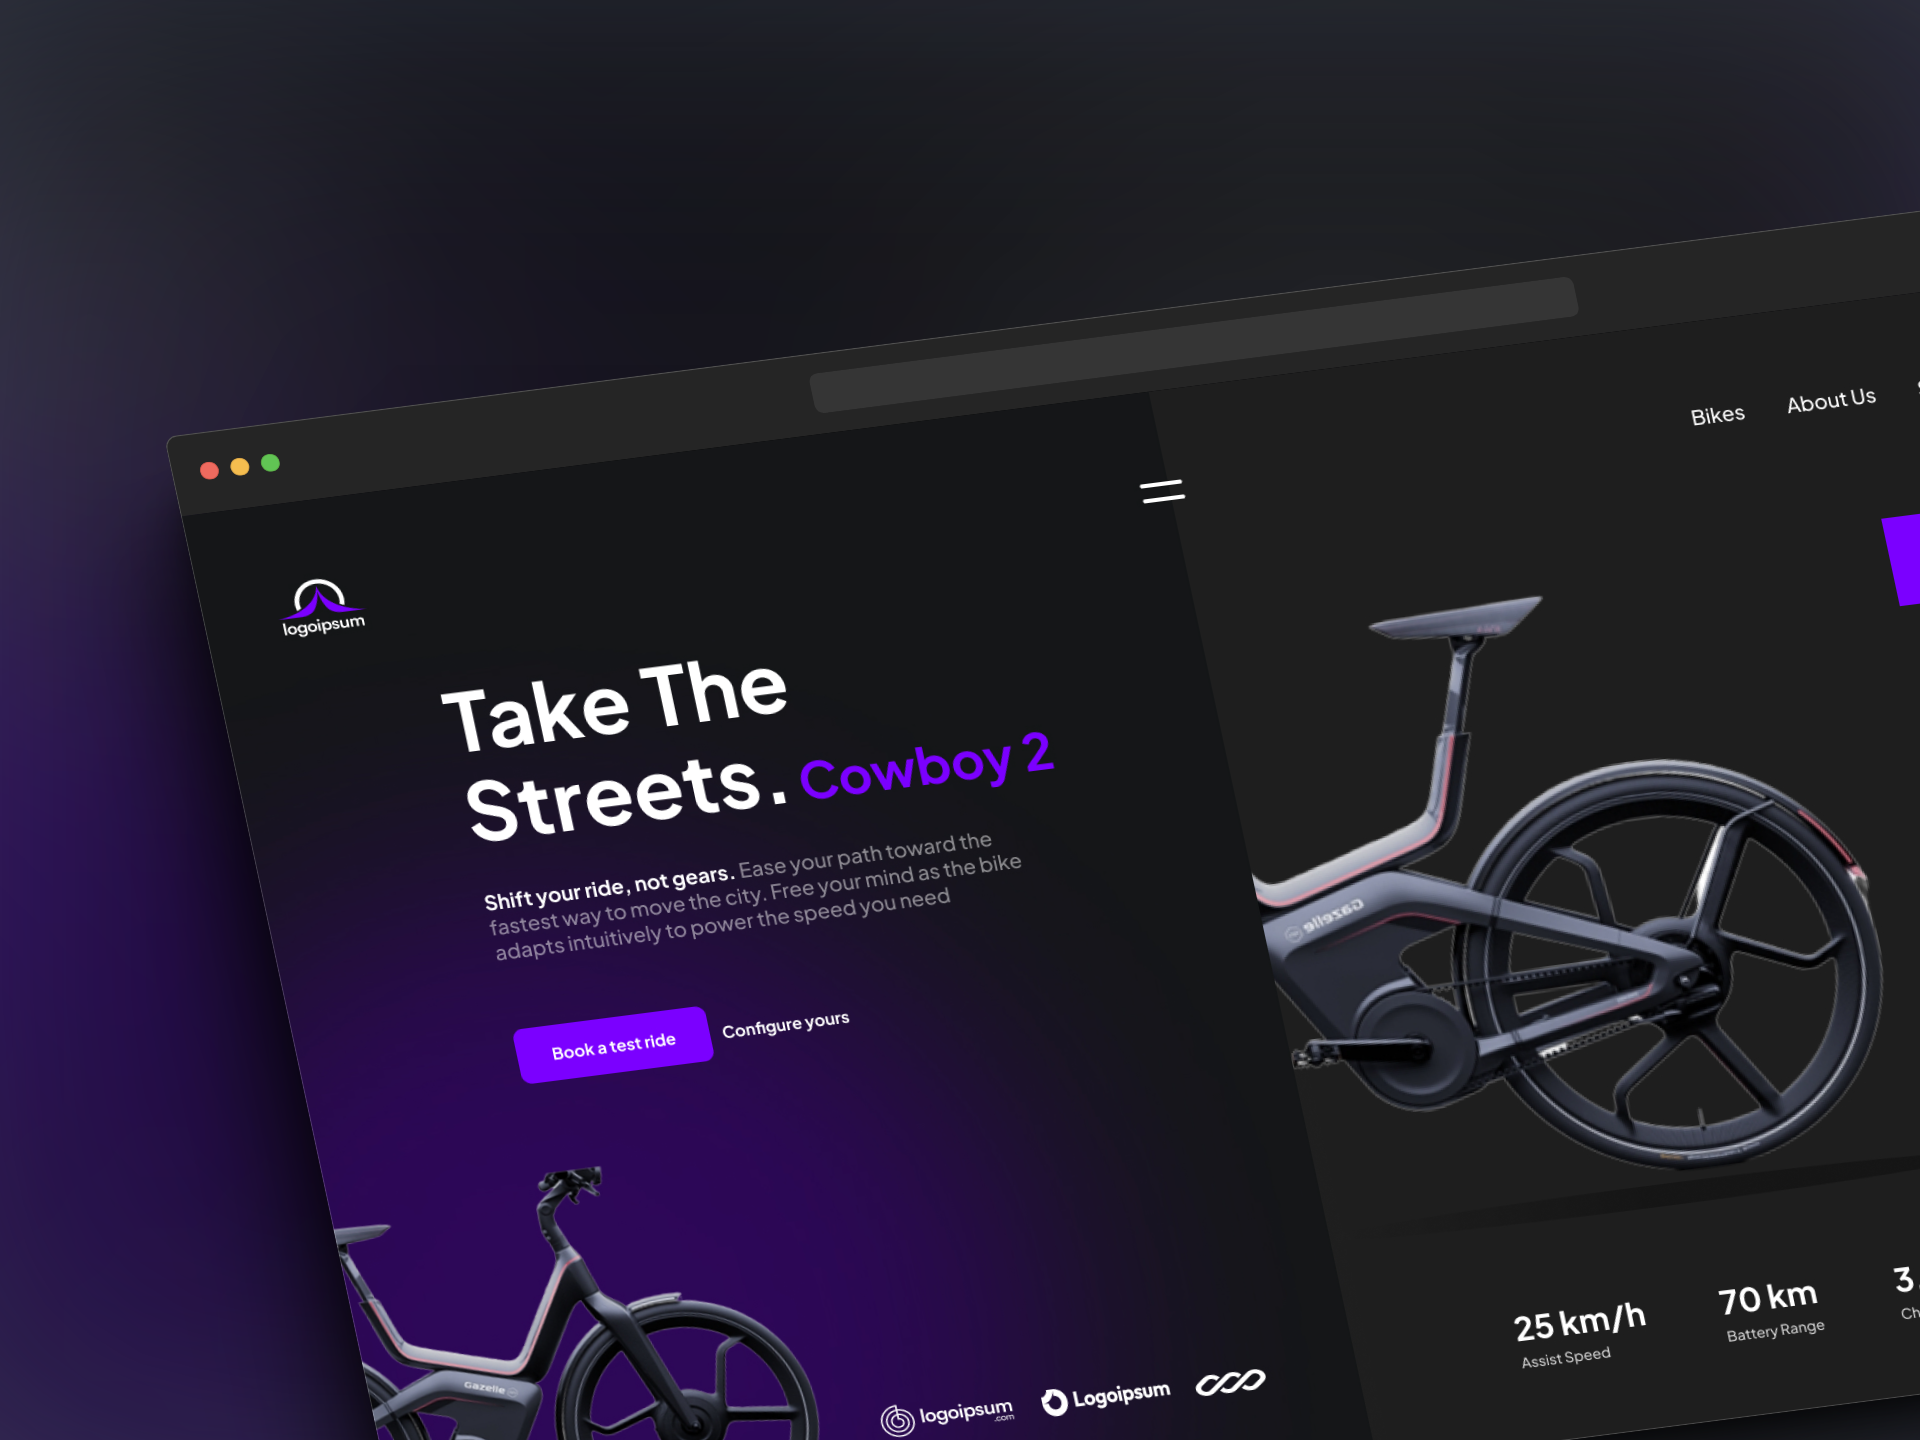 Bikes
About Us
logoipsum
Take The
Streets. Cowboy 2
Shift your ride, not gears. Ease your path toward the
fastest way to move the city. Free your mind as the bike
adapts intuitively to power the speed you need
Book a test ride
Configure yours
Gazelle
Gazelle
25 km/h
Assist Speed
70 km
Battery Range
3.
Ch
logoipsum
.com
Logoipsum